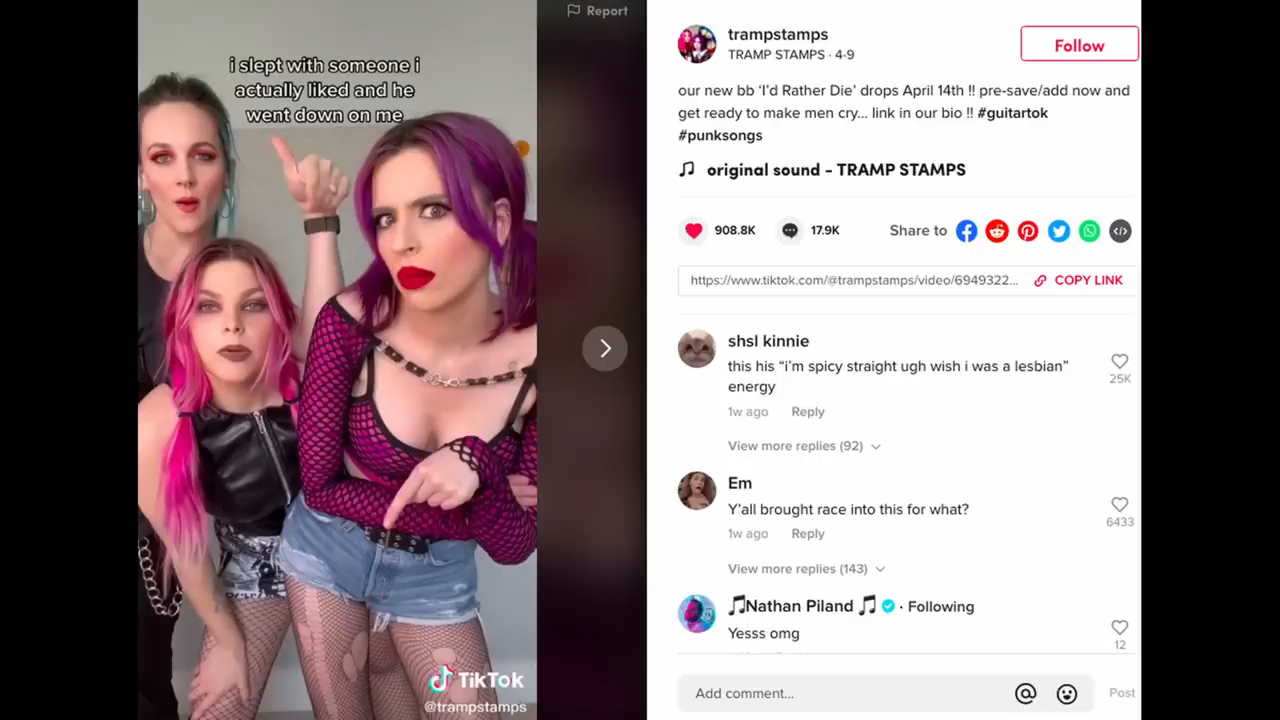 Report
i slept with someone i
actually liked and he
went down on me
TikTok
@trampstamps
trampstamps
TRAMP STAMPS · 4-9
Follow
our new bb ‘I’d Rather Die’ drops April 14th !! pre-save/add now and
get ready to make men cry... link in our bio !! #guitartok
#punksongs
original sound - TRAMP STAMPS
908.8K
17.9K
Share to
https://www.tiktok.com/@trampstamps/video/6949322...
COPY LINK
shsl kinnie
this his “i’m spicy straight ugh wish i was a lesbian”
energy
25K
1w ago Reply
View more replies (92)
Em
Y’all brought race into this for what?
6433
1w ago Reply
View more replies (143)
🎵Nathan Piland 🎵 · Following
Yesss omg
12
Add comment...
Post